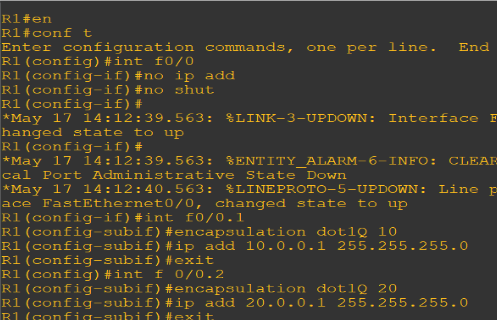 R1#en
R1#conf t
Enter configuration commands, one per line.  End
R1(config)#int f0/0
R1(config-if)#no ip add
R1(config-if)#no shut
R1(config-if)#
*May 17 14:12:39.563: %LINK-3-UPDOWN: Interface F
hanged state to up
R1(config-if)#
*May 17 14:12:39.563: %ENTITY_ALARM-6-INFO: CLEAR
cal Port Administrative State Down
*May 17 14:12:40.563: %LINEPROTO-5-UPDOWN: Line p
ace FastEthernet0/0, changed state to up
R1(config-if)#int f0/0.1
R1(config-subif)#encapsulation dot1Q 10
R1(config-subif)#ip add 10.0.0.1 255.255.255.0
R1(config-subif)#exit
R1(config)#int f 0/0.2
R1(config-subif)#encapsulation dot1Q 20
R1(config-subif)#ip add 20.0.0.1 255.255.255.0
R1(config-subif)#exit